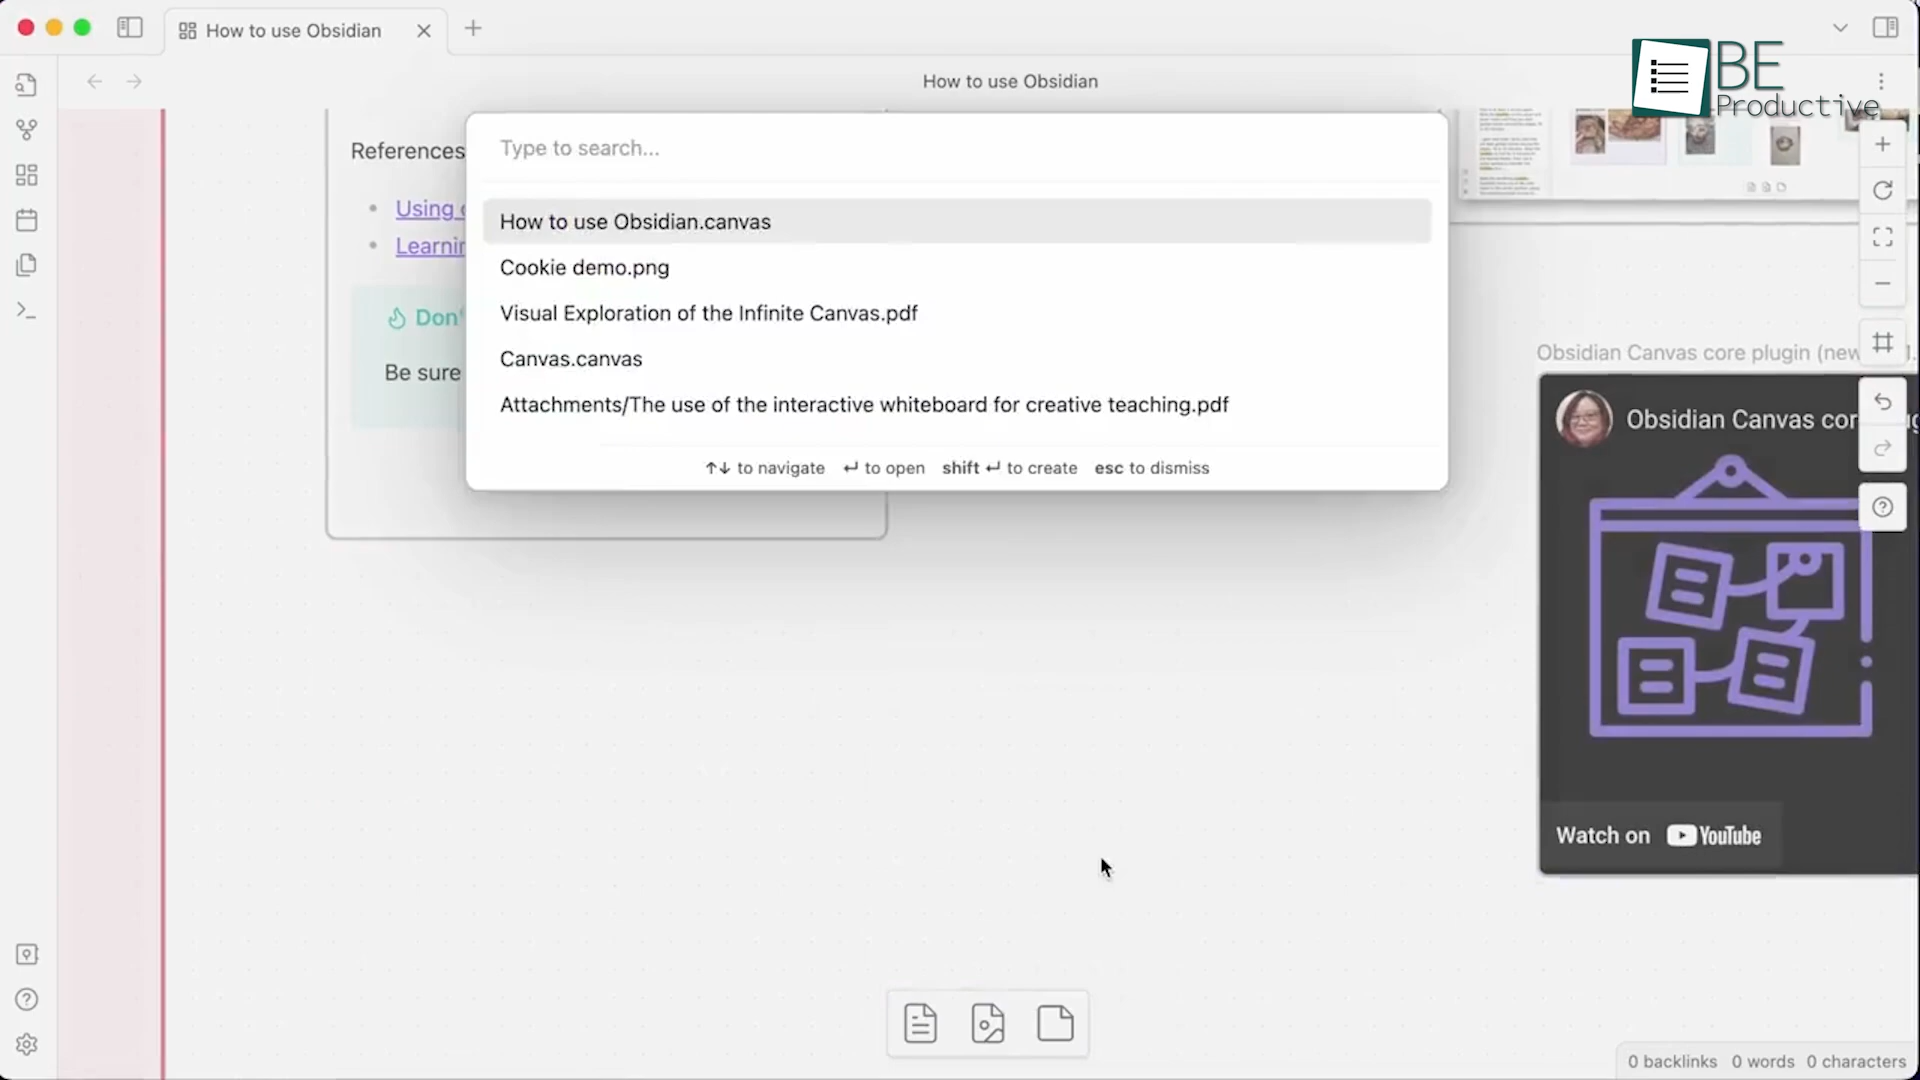 How to use Obsidian
BE
Productive
How to use Obsidian
References
Type to search...
Using
Learnin
How to use Obsidian.canvas
Cookie demo.png
Visual Exploration of the Infinite Canvas.pdf
Canvas.canvas
Attachments/The use of the interactive whiteboard for creative teaching.pdf
Don'
Be sure
↑↓ to navigate ↵ to open shift ↵ to create esc to dismiss
Obsidian Canvas core plugin (new
Obsidian Canvas cor
Watch on YouTube
0 backlinks 0 words 0 characters